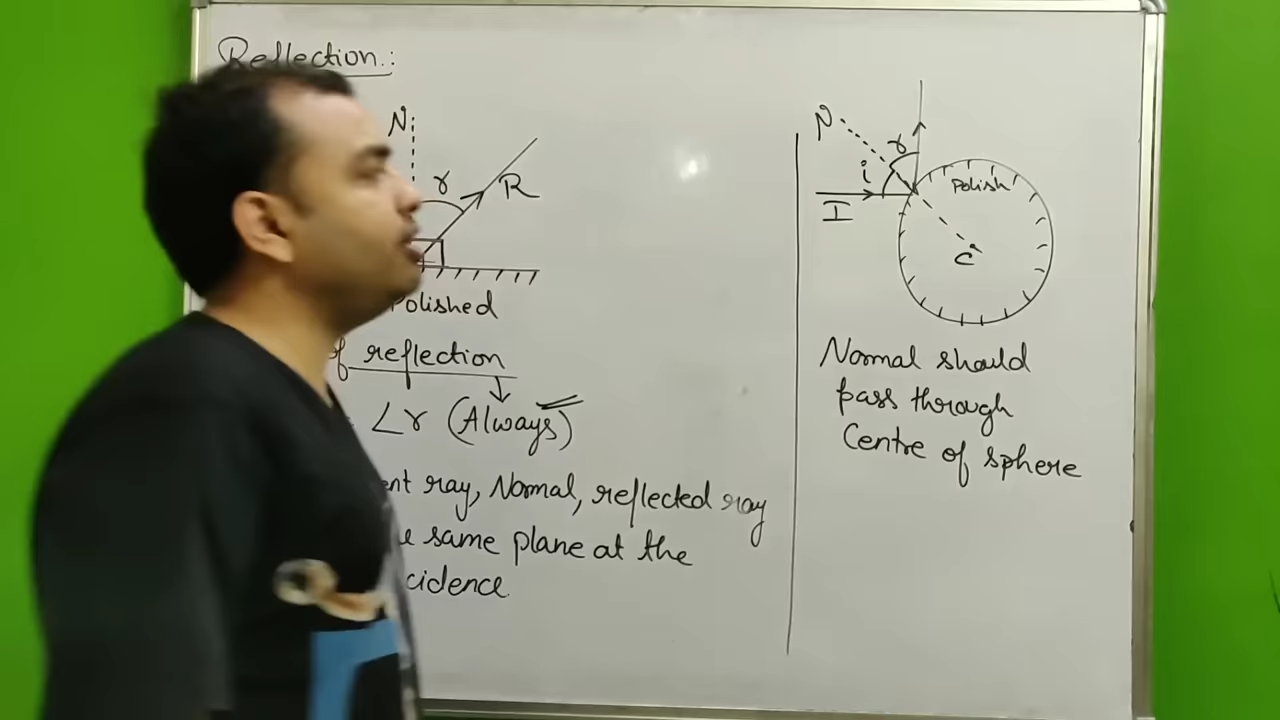 Reflection.:
N
r
R
Polished
of reflection
∠r (Always)
ent ray, Normal, reflected ray
same plane at the
cidence
N
r
i
I
Polish
C
Normal should
pass through
Centre of sphere